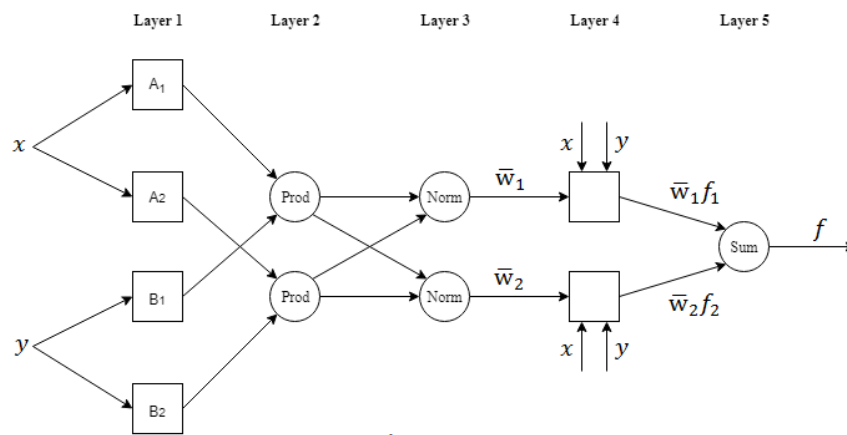 Layer 1 Layer 2 Layer 3 Layer 4 Layer 5
A1
x y
x
A2 Prod Norm w̅₁ w̅₁f₁
Sum f
B1 Prod Norm w̅₂ w̅₂f₂
y
x y
B2